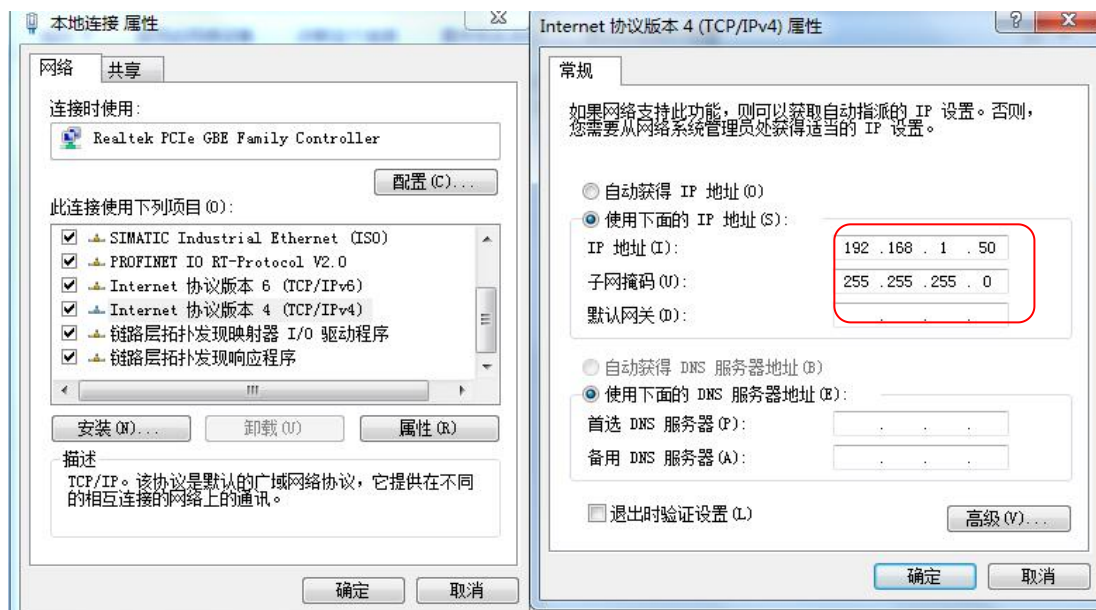 本地连接 属性
网络
共享
连接时使用:
Realtek PCIe GBE Family Controller
配置(C)...
此连接使用下列项目(O):
SIMATIC Industrial Ethernet (ISO)
PROFINET IO RT-Protocol V2.0
Internet 协议版本 6 (TCP/IPv6)
Internet 协议版本 4 (TCP/IPv4)
链路层拓扑发现映射器 I/O 驱动程序
链路层拓扑发现响应程序
安装(N)...
卸载(U)
属性(R)
描述
TCP/IP。该协议是默认的广域网络协议，它提供在不同
的相互连接的网络上的通讯。
确定
取消
Internet 协议版本 4 (TCP/IPv4) 属性
常规
如果网络支持此功能，则可以获取自动指派的 IP 设置。否则，
您需要从网络系统管理员处获得适当的 IP 设置。
自动获得 IP 地址(O)
使用下面的 IP 地址(S):
IP 地址(I):
192 .168 . 1 . 50
子网掩码(U):
255 .255 .255 . 0
默认网关(D):
. . .
自动获得 DNS 服务器地址(B)
使用下面的 DNS 服务器地址(E):
首选 DNS 服务器(P):
. . .
备用 DNS 服务器(A):
. . .
退出时验证设置(L)
高级(V)...
确定
取消